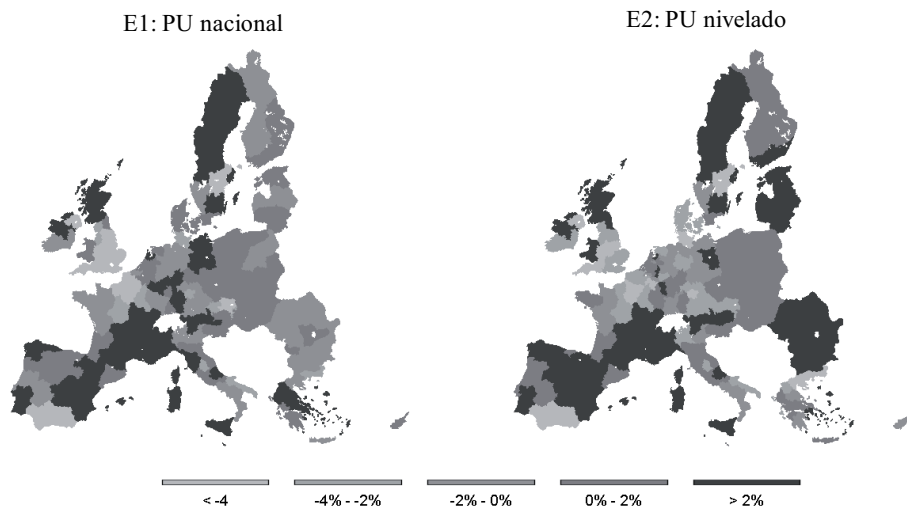 E1: PU nacional
E2: PU nivelado
< -4
-4% - -2%
-2% - 0%
0% - 2%
> 2%